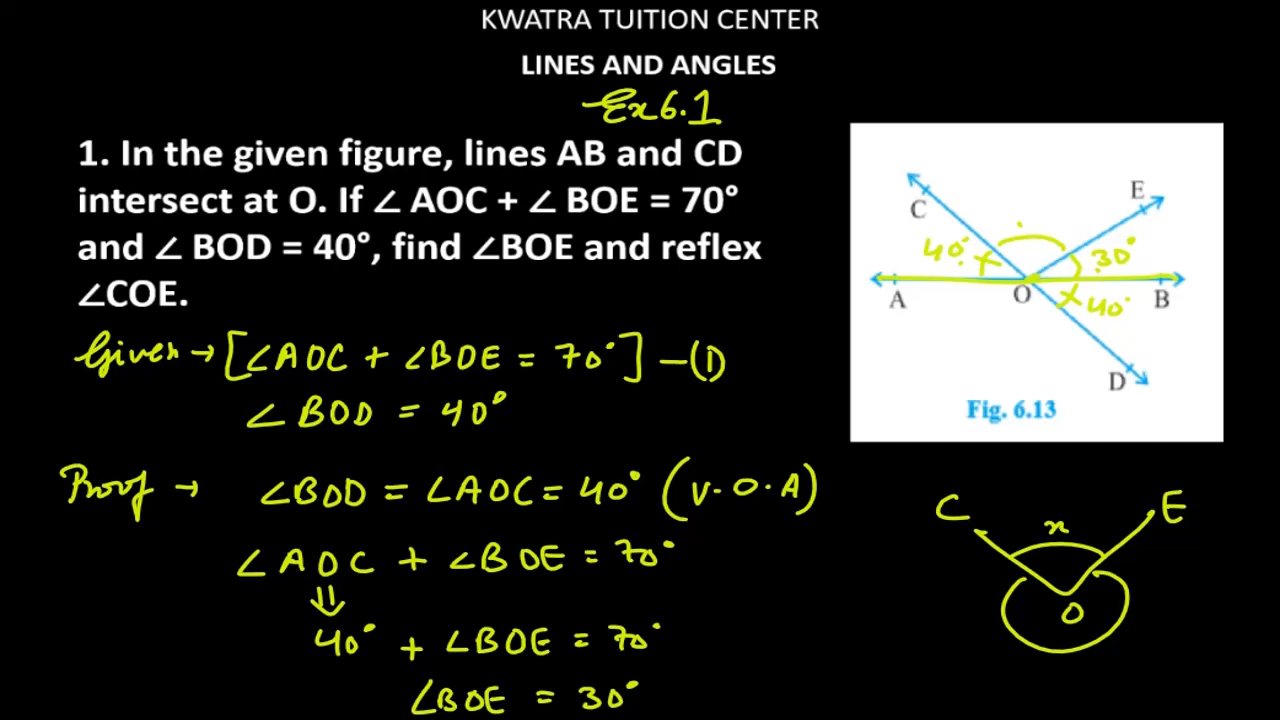 KWATRA TUITION CENTER
LINES AND ANGLES
Ex 6.1
1. In the given figure, lines AB and CD
intersect at O. If ∠ AOC + ∠ BOE = 70°
and ∠ BOD = 40°, find ∠BOE and reflex
∠COE.
Given → [∠AOC + ∠BOE = 70°] —(1)
∠BOD = 40°
Proof → ∠BOD = ∠AOC = 40° (V.O.A)
∠AOC + ∠BOE = 70°
⇓
40° + ∠BOE = 70°
∠BOE = 30°
C
E
40°
30°
A
O
40°
B
D
Fig. 6.13
C
x
E
O